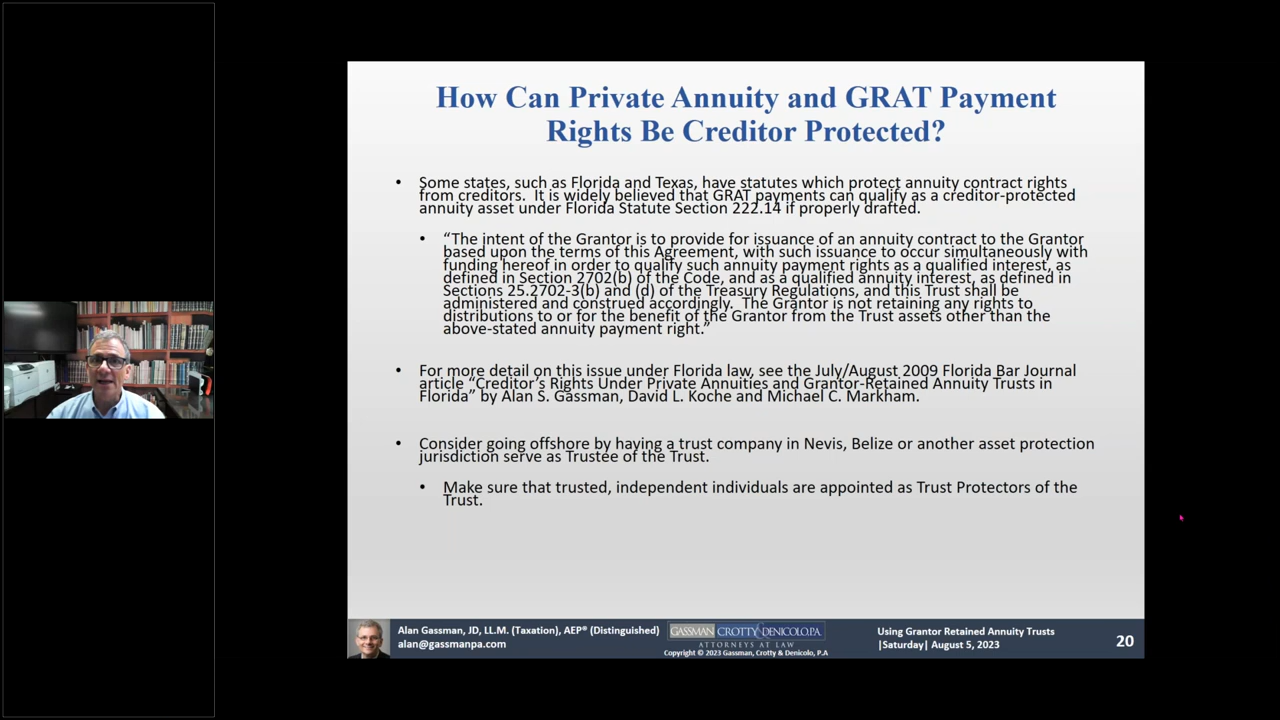 How Can Private Annuity and GRAT Payment
Rights Be Creditor Protected?
• Some states, such as Florida and Texas, have statutes which protect annuity contract rights
from creditors. It is widely believed that GRAT payments can qualify as a creditor-protected
annuity asset under Florida Statute Section 222.14 if properly drafted.
• “The intent of the Grantor is to provide for issuance of an annuity contract to the Grantor
based upon the terms of this Agreement, with such issuance to occur simultaneously with
funding hereof in order to qualify such annuity payment rights as a qualified interest, as
defined in Section 2702(b) of the Code, and as a qualified annuity interest, as defined in
Sections 25.2702-3(b) and (d) of the Treasury Regulations, and this Trust shall be
administered and construed accordingly. The Grantor is not retaining any rights to
distributions to or for the benefit of the Grantor from the Trust assets other than the
above-stated annuity payment right.”
• For more detail on this issue under Florida law, see the July/August 2009 Florida Bar Journal
article “Creditor’s Rights Under Private Annuities and Grantor-Retained Annuity Trusts in
Florida” by Alan S. Gassman, David L. Koche and Michael C. Markham.
• Consider going offshore by having a trust company in Nevis, Belize or another asset protection
jurisdiction serve as Trustee of the Trust.
• Make sure that trusted, independent individuals are appointed as Trust Protectors of the
Trust.
Alan Gassman, JD, LL.M. (Taxation), AEP® (Distinguished)
alan@gassmanpa.com
GASSMAN CROTTY & DENICOLO, P.A.
ATTORNEYS AT LAW
Copyright © 2023 Gassman, Crotty & Denicolo, P.A
Using Grantor Retained Annuity Trusts
|Saturday| August 5, 2023
20